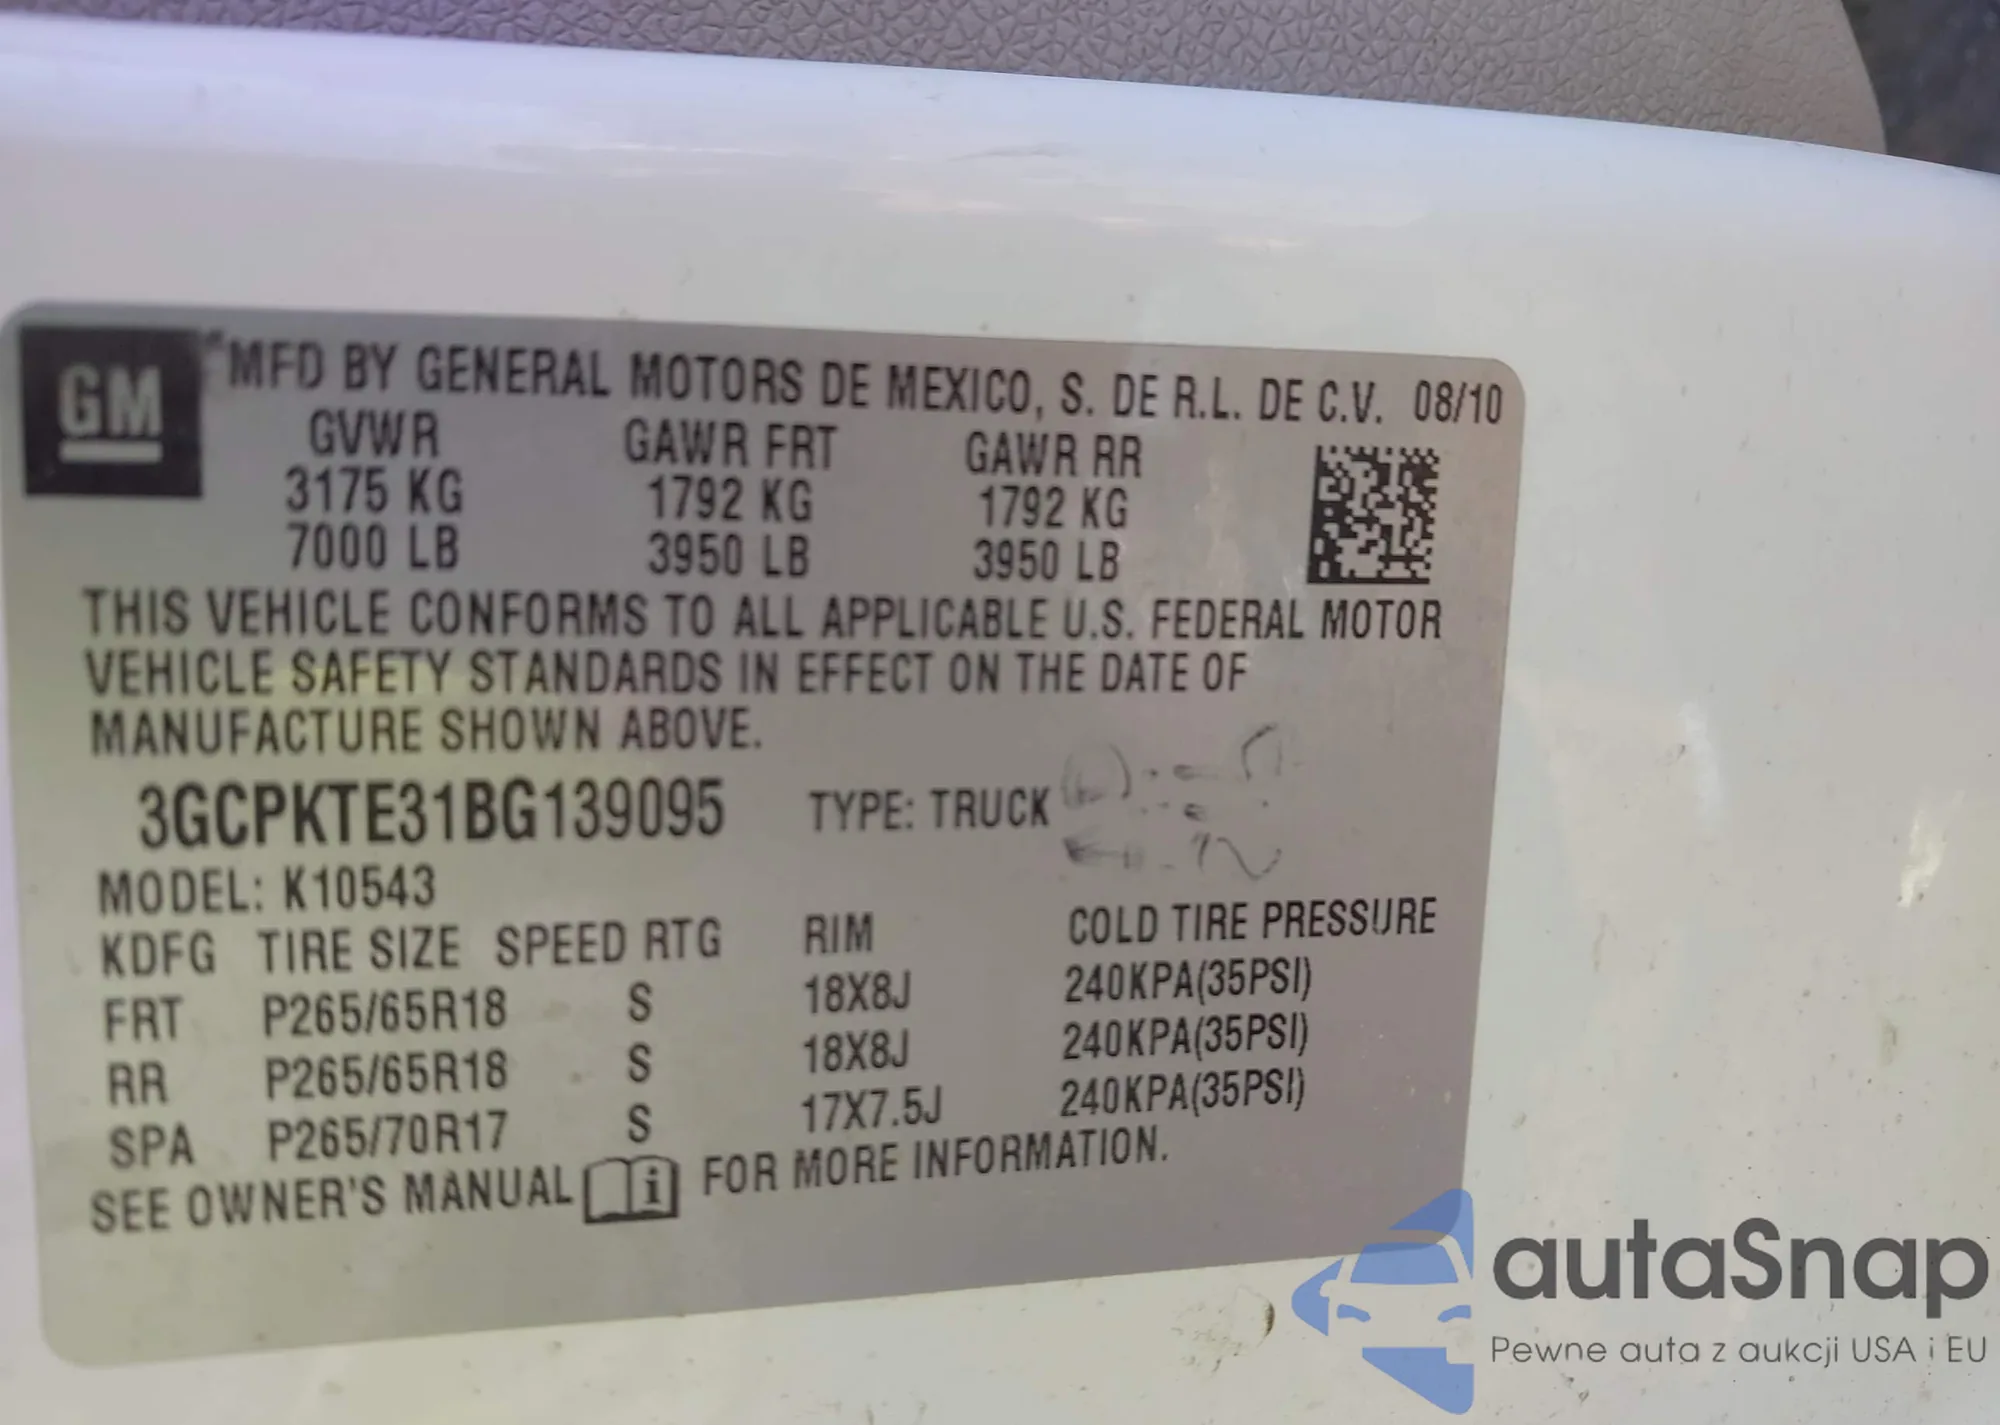 GM
MFD BY GENERAL MOTORS DE MEXICO, S. DE R.L. DE C.V. 08/10
GVWR GAWR FRT GAWR RR
3175 KG 1792 KG 1792 KG
7000 LB 3950 LB 3950 LB
THIS VEHICLE CONFORMS TO ALL APPLICABLE U.S. FEDERAL MOTOR
VEHICLE SAFETY STANDARDS IN EFFECT ON THE DATE OF
MANUFACTURE SHOWN ABOVE.
3GCPKTE31BG139095 TYPE: TRUCK
MODEL: K10543
KDFG TIRE SIZE SPEED RTG RIM COLD TIRE PRESSURE
FRT P265/65R18 S 18X8J 240KPA(35PSI)
RR P265/65R18 S 18X8J 240KPA(35PSI)
SPA P265/70R17 S 17X7.5J 240KPA(35PSI)
SEE OWNER'S MANUAL i FOR MORE INFORMATION.
autaSnap
Pewne auta z aukcji USA i EU